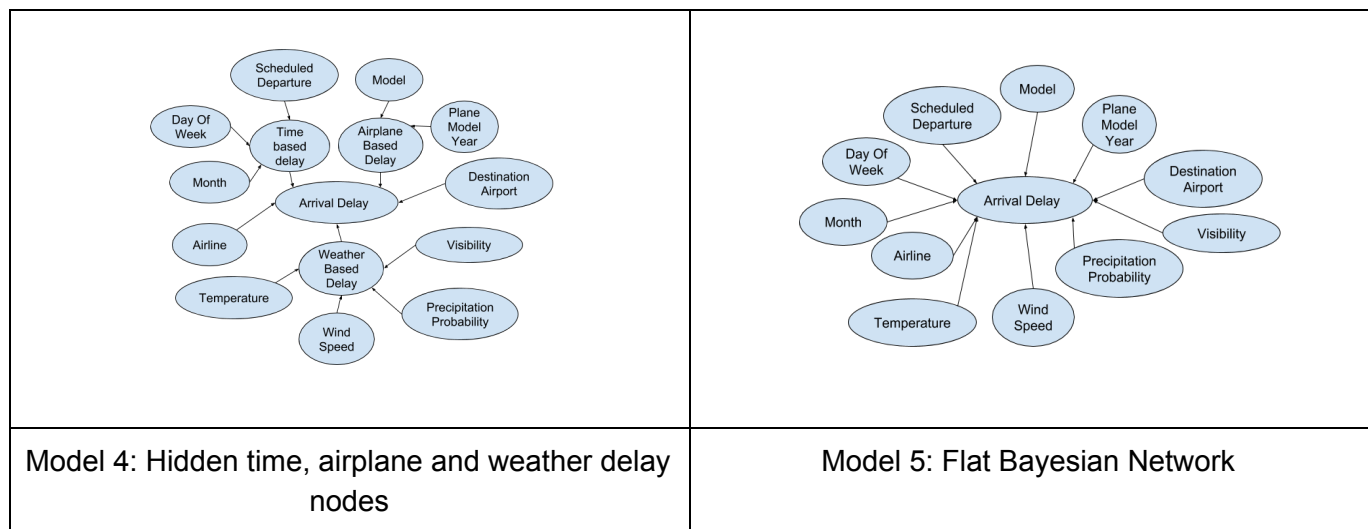 Scheduled
Departure
Model
Day Of
Week
Time
based
delay
Airplane
Based
Delay
Plane
Model
Year
Month
Destination
Airport
Arrival Delay
Airline
Weather
Based
Delay
Visibility
Temperature
Precipitation
Probability
Wind
Speed
Model 4: Hidden time, airplane and weather delay
nodes
Model
Scheduled
Departure
Plane
Model
Year
Day Of
Week
Destination
Airport
Arrival Delay
Month
Visibility
Airline
Precipitation
Probability
Temperature
Wind
Speed
Model 5: Flat Bayesian Network